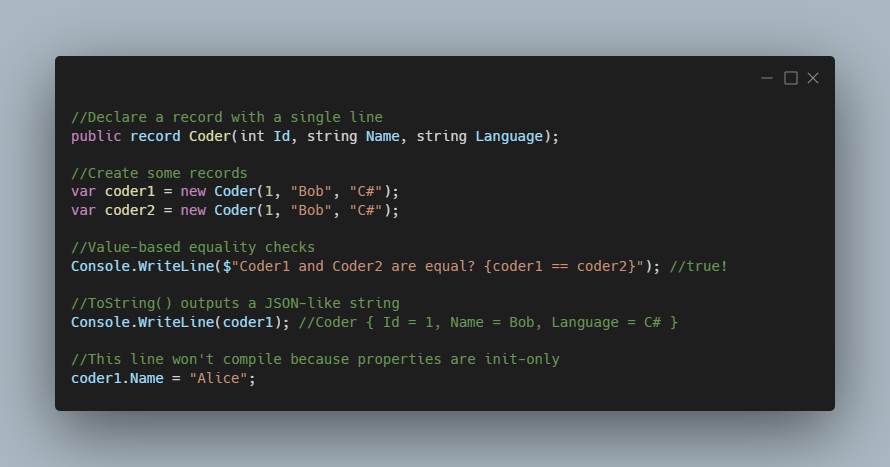 //Declare a record with a single line
public record Coder(int Id, string Name, string Language);
//Create some records
var coder1 = new Coder(1, "Bob", "C#");
var coder2 = new Coder(1, "Bob", "C#");
//Value-based equality checks
Console.WriteLine($"Coder1 and Coder2 are equal? {coder1 == coder2}"); //true!
//ToString() outputs a JSON-like string
Console.WriteLine(coder1); //Coder { Id = 1, Name = Bob, Language = C# }
//This line won't compile because properties are init-only
coder1.Name = "Alice";